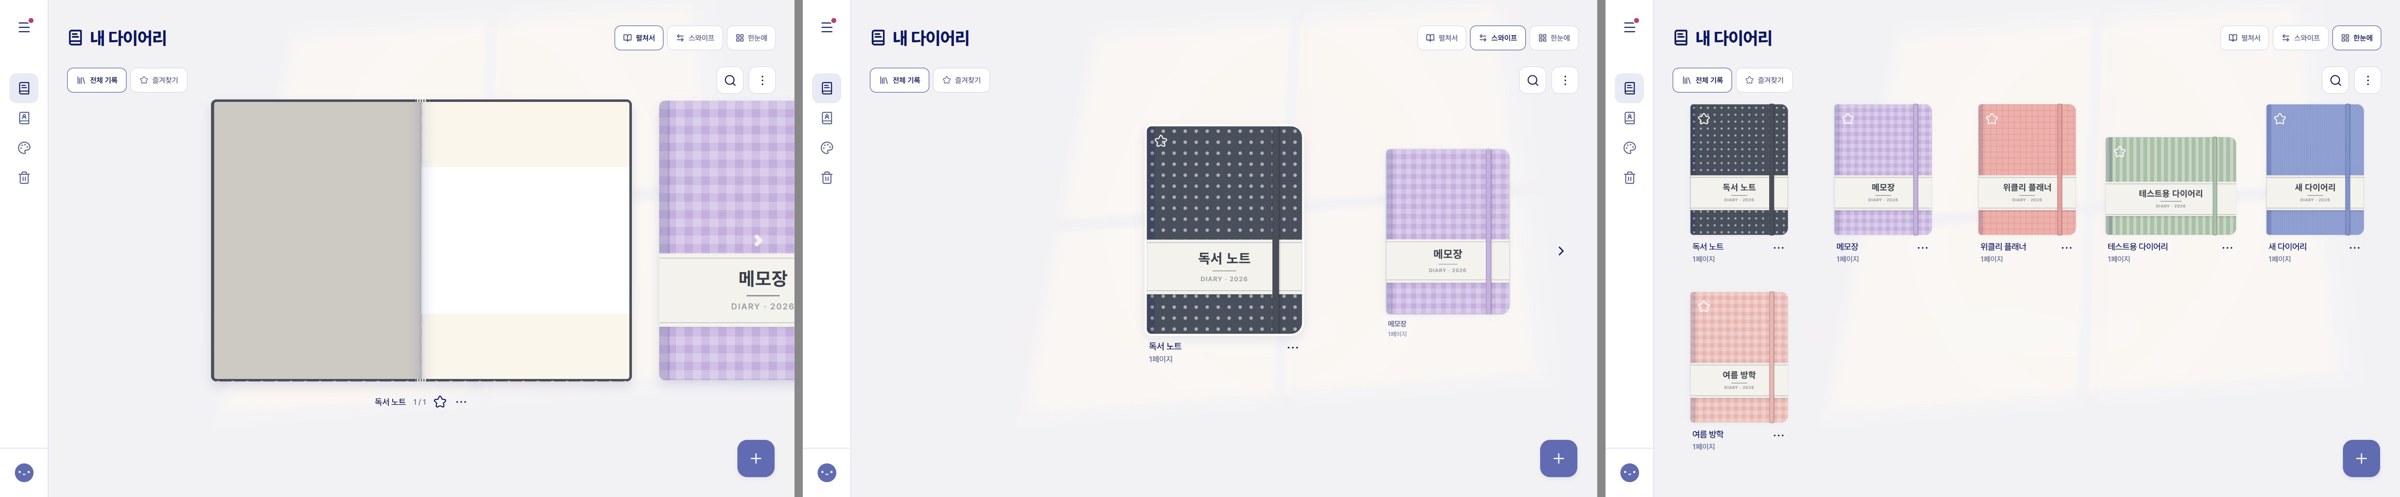 내 다이어리
펼쳐서
스와이프
한눈에
전체 기록
즐겨찾기
메모장
DIARY · 2026
독서 노트
1 / 1
내 다이어리
펼쳐서
스와이프
한눈에
전체 기록
즐겨찾기
독서 노트
DIARY · 2026
메모장
DIARY · 2026
메모장
1페이지
독서 노트
1페이지
내 다이어리
펼쳐서
스와이프
한눈에
전체 기록
즐겨찾기
독서 노트
DIARY · 2026
메모장
DIARY · 2026
위클리 플래너
DIARY · 2026
테스트용 다이어리
DIARY · 2026
새 다이어리
DIARY · 2026
독서 노트
1페이지
메모장
1페이지
위클리 플래너
1페이지
테스트용 다이어리
1페이지
새 다이어리
1페이지
여름 방학
DIARY · 2026
여름 방학
1페이지